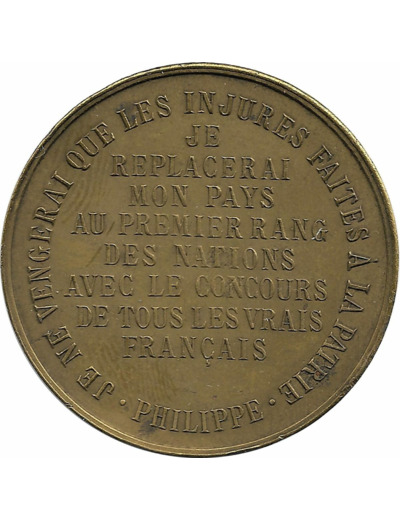 JE NE VENGERAI QUE LES INJURES FAITES À LA PATRIE
JE
REPLACERAI
MON PAYS
AU PREMIER RANG
DES NATIONS
AVEC LE CONCOURS
DE TOUS LES VRAIS
FRANÇAIS
· PHILIPPE ·